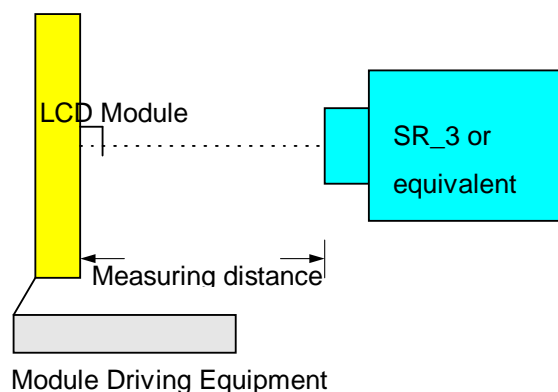 LCD Module
SR_3 or
equivalent
Measuring distance
Module Driving Equipment